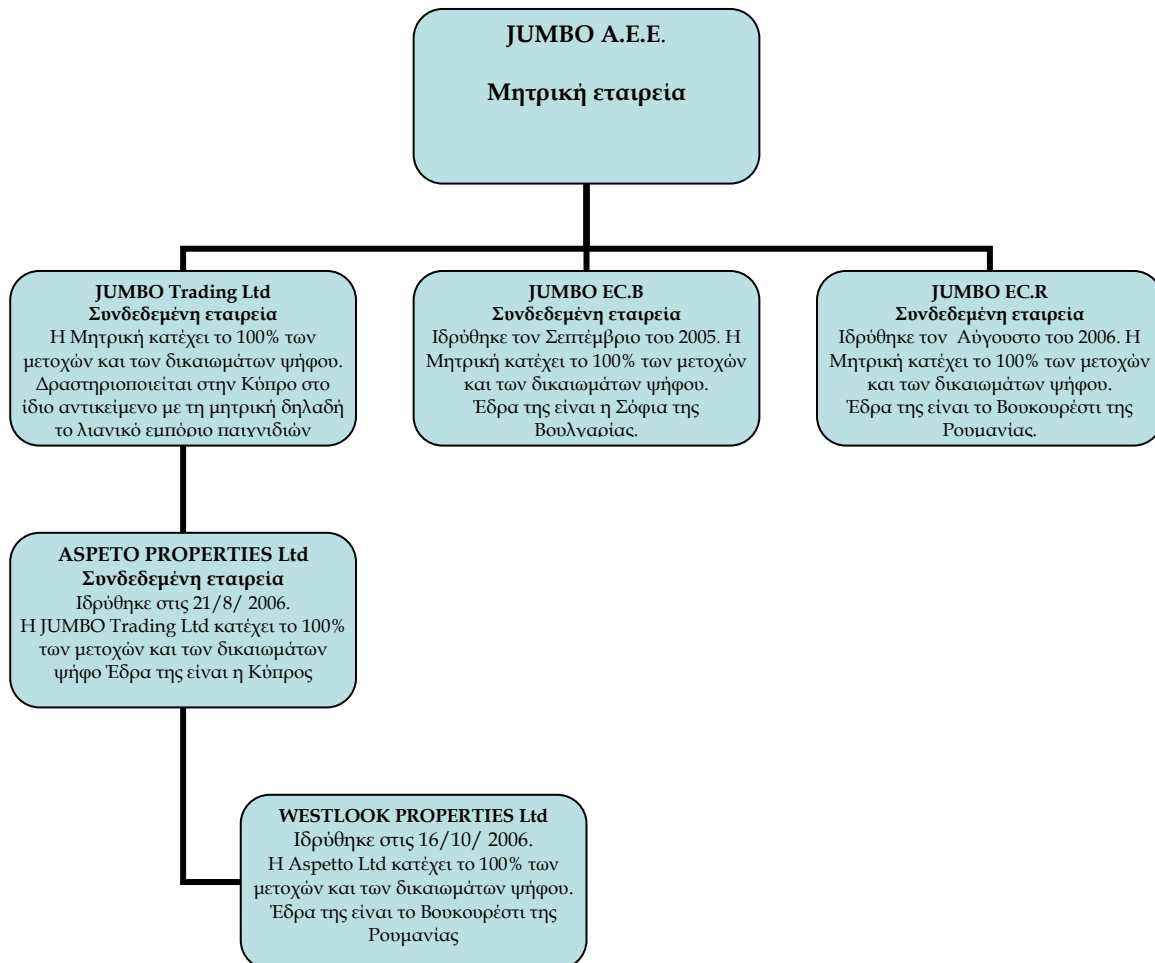 JUMBO A.E.E.
Μητρική εταιρεία
JUMBO Trading Ltd
Συνδεδεμένη εταιρεία
Η Μητρική κατέχει το 100% των
μετοχών και των δικαιωμάτων ψήφου.
Δραστηριοποιείται στην Κύπρο στο
ίδιο αντικείμενο με τη μητρική δηλαδή
το λιανικό εμπόριο παιχνιδιών
JUMBO EC.B
Συνδεδεμένη εταιρεία
Ιδρύθηκε τον Σεπτέμβριο του 2005. Η
Μητρική κατέχει το 100% των μετοχών
και των δικαιωμάτων ψήφου.
Έδρα της είναι η Σόφια της
Βουλγαρίας.
JUMBO EC.R
Συνδεδεμένη εταιρεία
Ιδρύθηκε τον Αύγουστο του 2006. Η
Μητρική κατέχει το 100% των μετοχών
και των δικαιωμάτων ψήφου.
Έδρα της είναι το Βουκουρέστι της
Ρουμανίας.
ASPETO PROPERTIES Ltd
Συνδεδεμένη εταιρεία
Ιδρύθηκε στις 21/8/ 2006.
Η JUMBO Trading Ltd κατέχει το 100%
των μετοχών και των δικαιωμάτων
ψήφο Έδρα της είναι η Κύπρος
WESTLOOK PROPERTIES Ltd
Ιδρύθηκε στις 16/10/ 2006.
Η Aspetto Ltd κατέχει το 100% των
μετοχών και των δικαιωμάτων ψήφου.
Έδρα της είναι το Βουκουρέστι της
Ρουμανίας